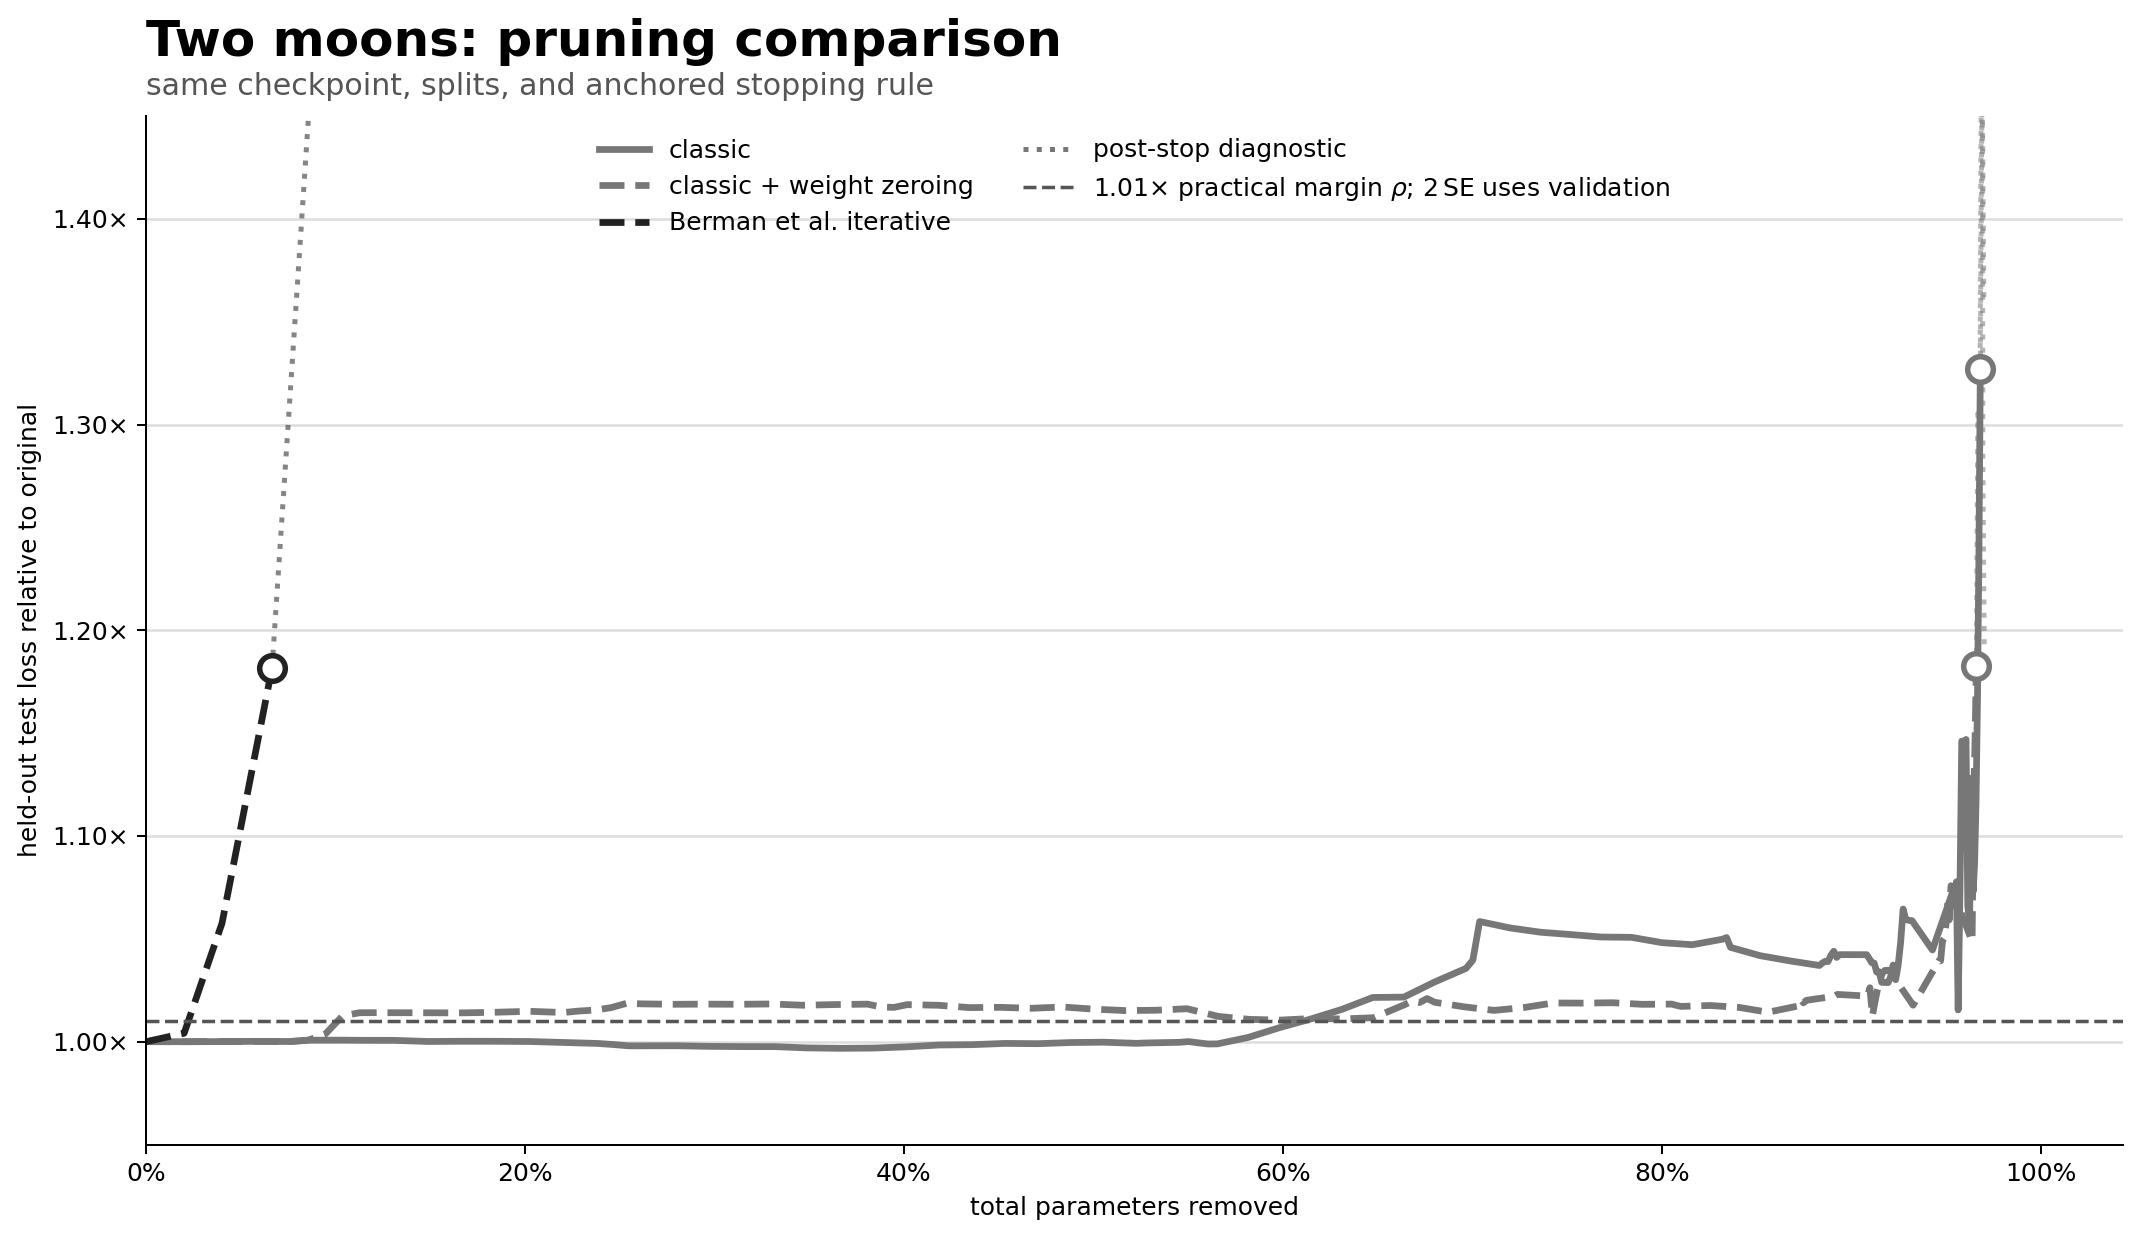 Two moons: pruning comparison
same checkpoint, splits, and anchored stopping rule
classic
classic + weight zeroing
Berman et al. iterative
post-stop diagnostic
1.01× practical margin ρ; 2 SE uses validation
held-out test loss relative to original
1.40×
1.30×
1.20×
1.10×
1.00×
0%
20%
40%
60%
80%
100%
total parameters removed